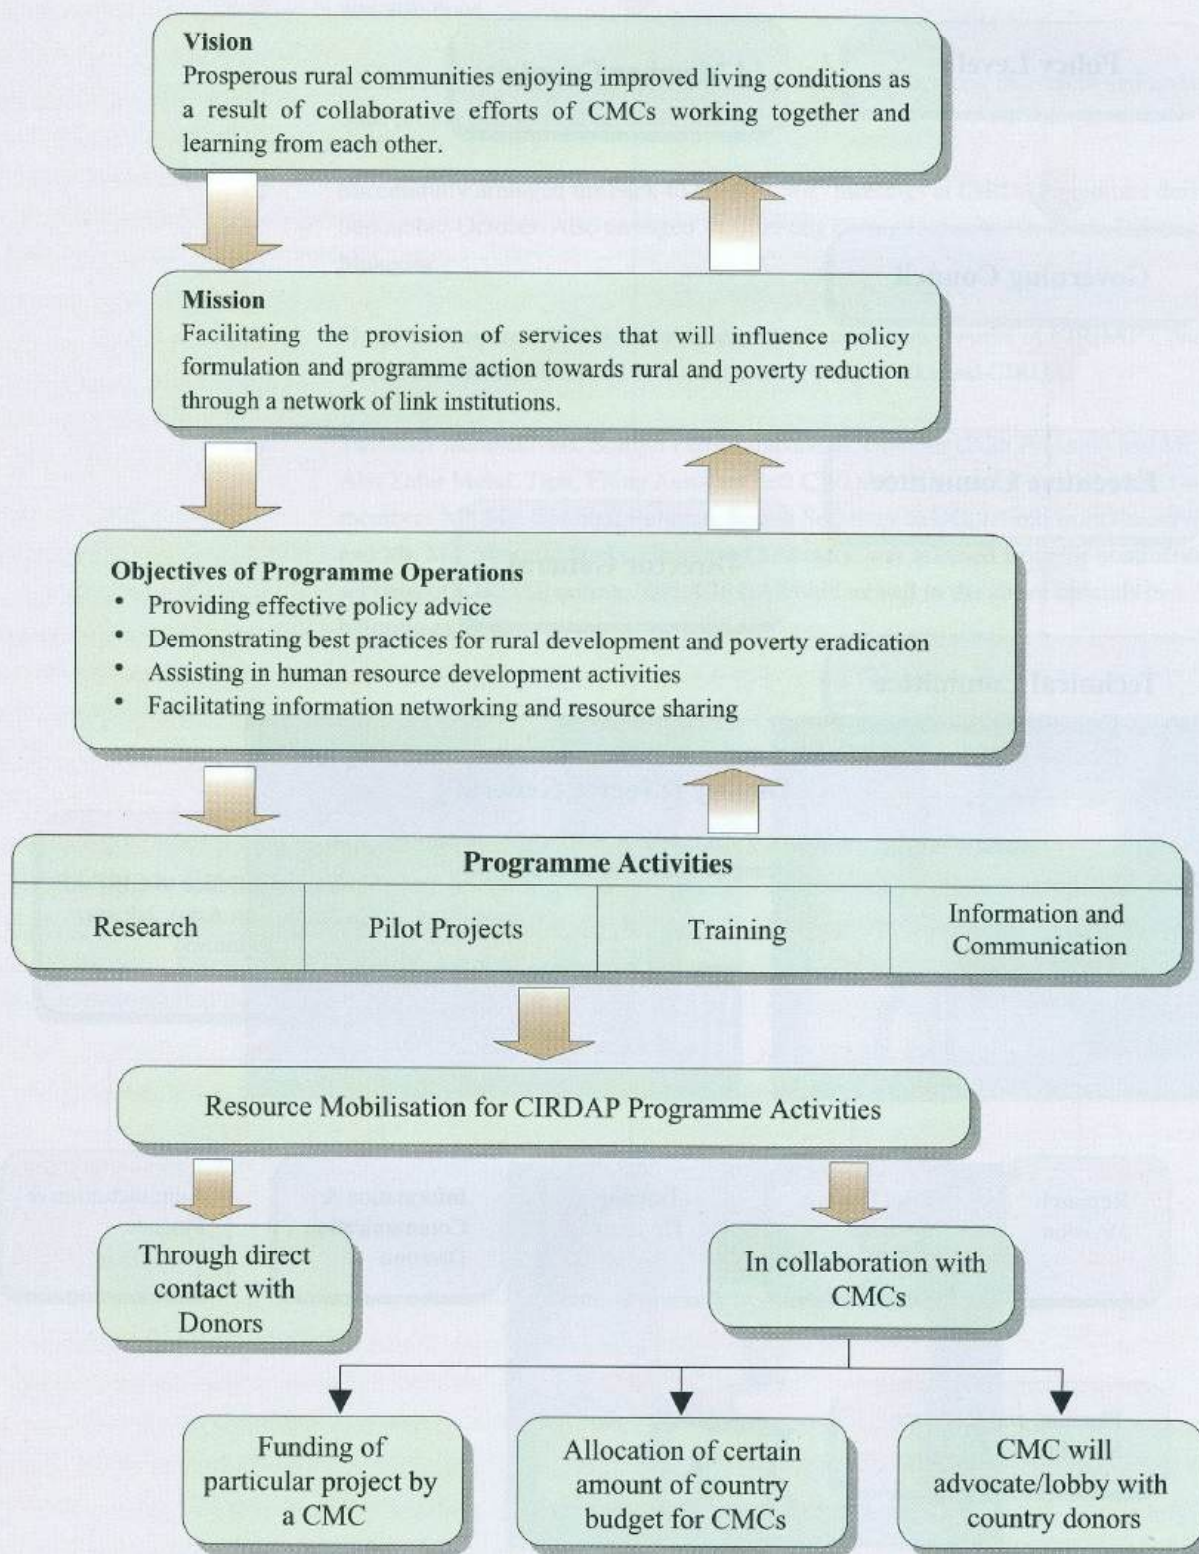 Vision
Prosperous rural communities enjoying improved living conditions as
a result of collaborative efforts of CMCs working together and
learning from each other.
Mission
Facilitating the provision of services that will influence policy
formulation and programme action towards rural and poverty reduction
through a network of link institutions.
Objectives of Programme Operations
• Providing effective policy advice
• Demonstrating best practices for rural development and poverty eradication
• Assisting in human resource development activities
• Facilitating information networking and resource sharing
Programme Activities
Research
Pilot Projects
Training
Information and
Communication
Resource Mobilisation for CIRDAP Programme Activities
Through direct
contact with
Donors
In collaboration with
CMCs
Funding of
particular project by
a CMC
Allocation of certain
amount of country
budget for CMCs
CMC will
advocate/lobby with
country donors